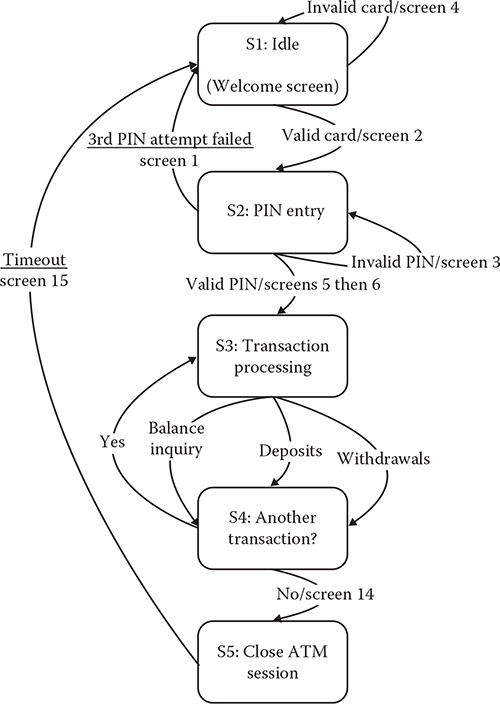 Invalid card/screen 4
S1: Idle
(Welcome screen)
3rd PIN attempt failed
screen 1
Valid card/screen 2
S2: PIN entry
Timeout
screen 15
Invalid PIN/screen 3
Valid PIN/screens 5 then 6
S3: Transaction
processing
Yes
Balance
inquiry
Deposits
Withdrawals
S4: Another
transaction?
No/screen 14
S5: Close ATM
session